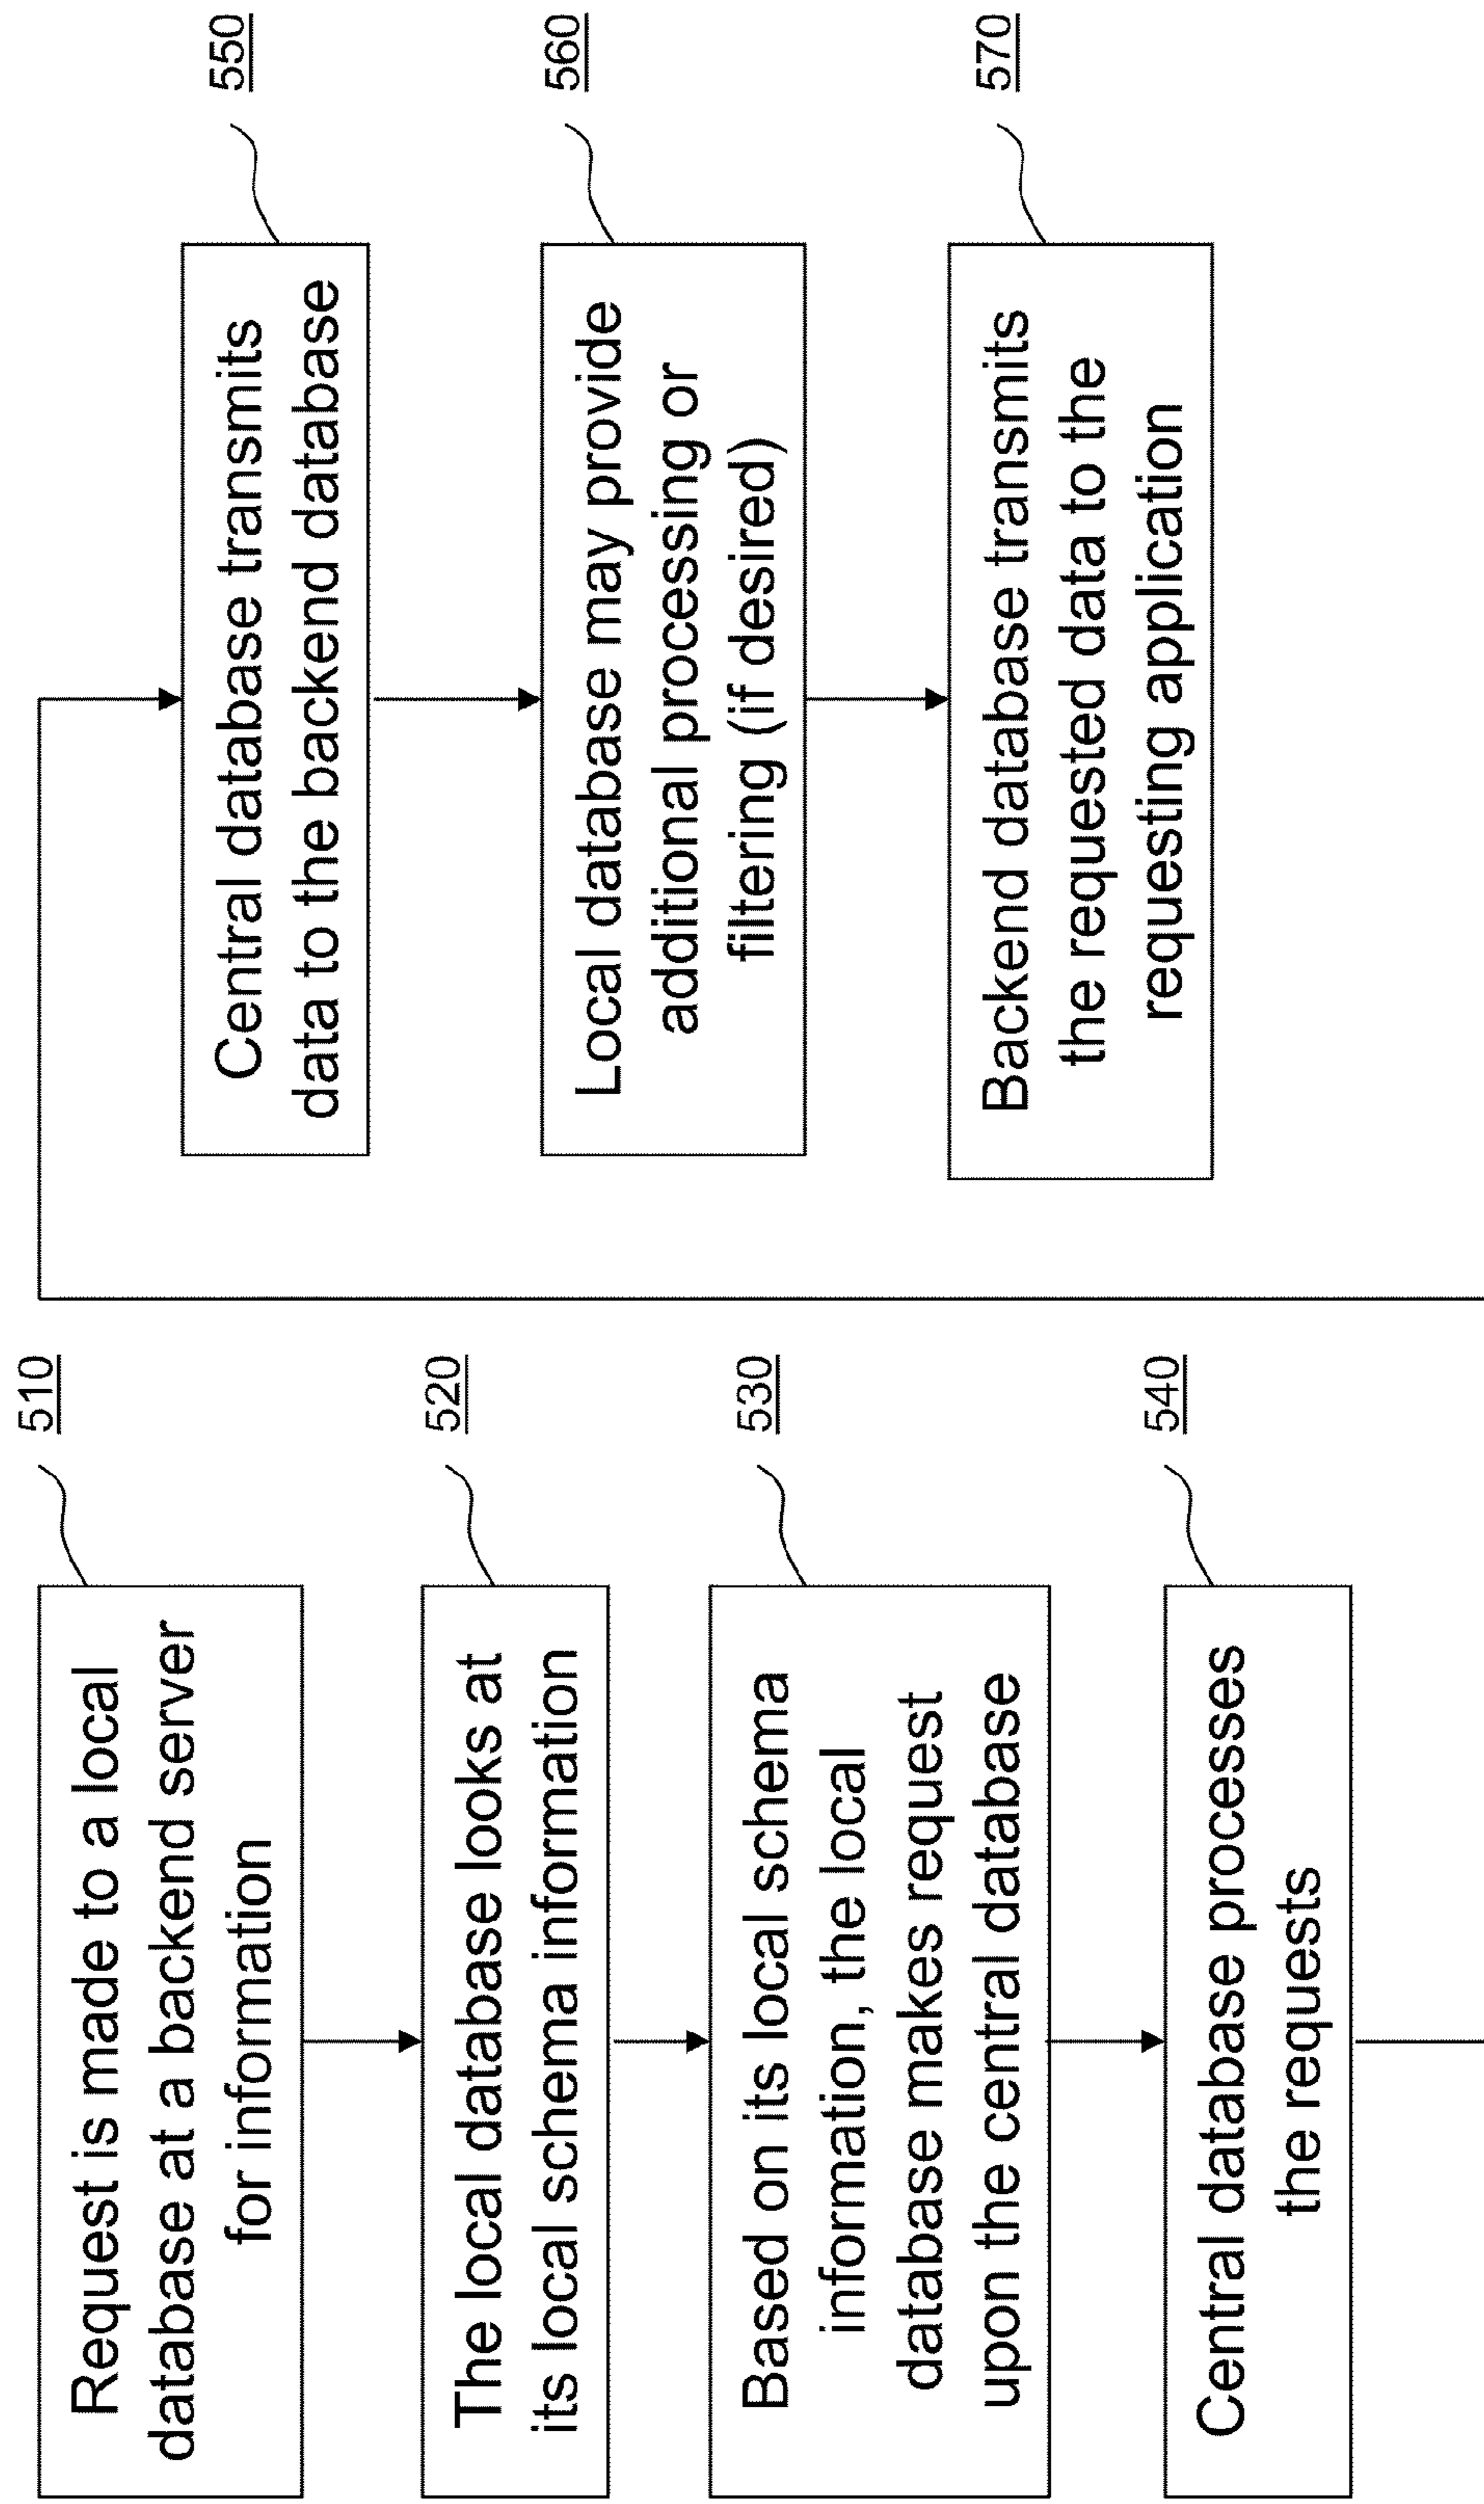 510
Request is made to a local
database at a backend server
for information
520
The local database looks at
its local schema information
530
Based on its local schema
information, the local
database makes request
upon the central database
540
Central database processes
the requests
550
Central database transmits
data to the backend database
560
Local database may provide
additional processing or
filtering (if desired)
570
Backend database transmits
the requested data to the
requesting application